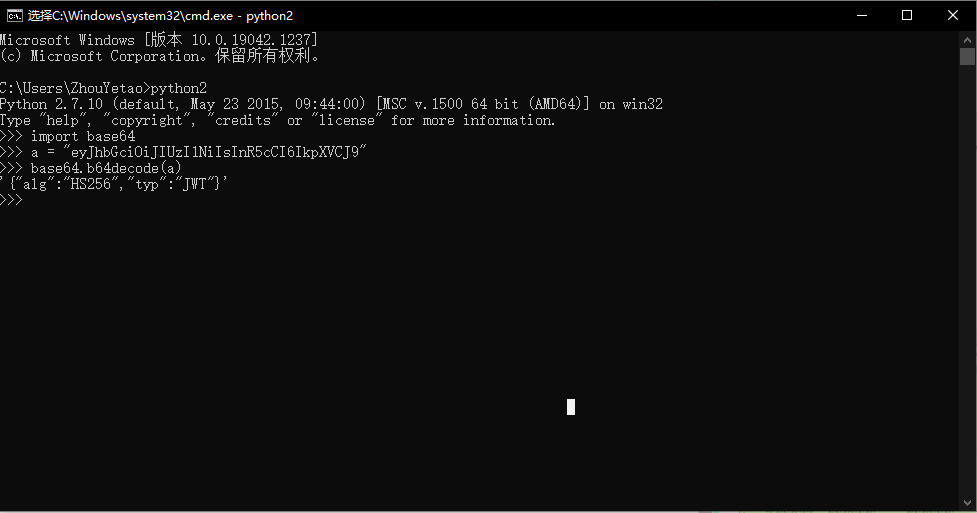 选择C:\Windows\system32\cmd.exe - python2
Microsoft Windows [版本 10.0.19042.1237]
(c) Microsoft Corporation。保留所有权利。
C:\Users\ZhouYetao>python2
Python 2.7.10 (default, May 23 2015, 09:44:00) [MSC v.1500 64 bit (AMD64)] on win32
Type "help", "copyright", "credits" or "license" for more information.
>>> import base64
>>> a = "eyJhbGciOiJIUzI1NiIsInR5cCI6IkpXVCJ9"
>>> base64.b64decode(a)
'{"alg":"HS256","typ":"JWT"}'
>>>